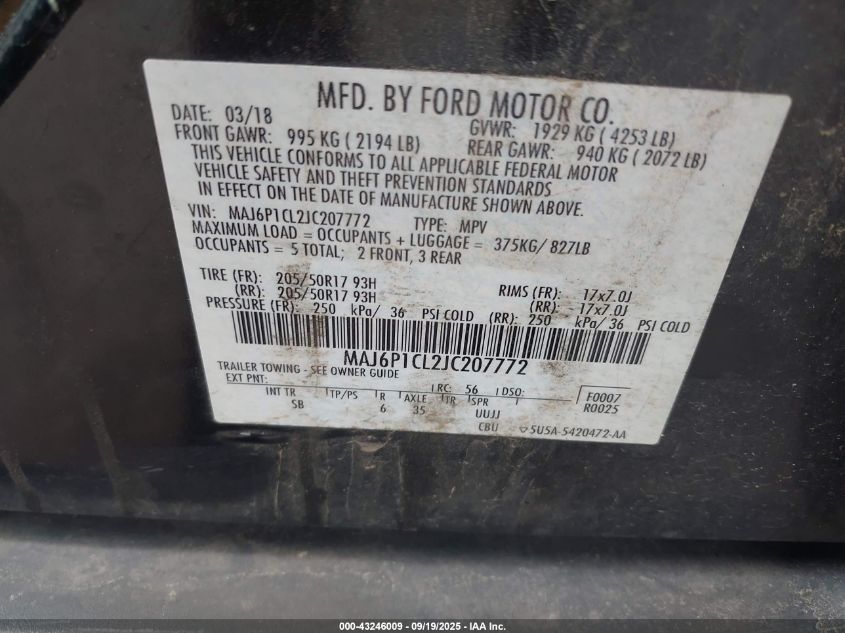 MFD. BY FORD MOTOR CO.
DATE: 03/18 GVWR: 1929 KG ( 4253 LB)
FRONT GAWR: 995 KG ( 2194 LB) REAR GAWR: 940 KG ( 2072 LB)
THIS VEHICLE CONFORMS TO ALL APPLICABLE FEDERAL MOTOR
VEHICLE SAFETY AND THEFT PREVENTION STANDARDS
IN EFFECT ON THE DATE OF MANUFACTURE SHOWN ABOVE.
VIN: MAJ6P1CL2JC207772 TYPE: MPV
MAXIMUM LOAD = OCCUPANTS + LUGGAGE = 375KG/ 827LB
OCCUPANTS = 5 TOTAL; 2 FRONT, 3 REAR
TIRE (FR): 205/50R17 93H RIMS (FR): 17x7.0J
(RR): 205/50R17 93H (RR): 17x7.0J
PRESSURE (FR): 250 kPa/ 36 PSI COLD (RR): 250 kPa/ 36 PSI COLD
MAJ6P1CL2JC207772
TRAILER TOWING - SEE OWNER GUIDE
EXT PNT: RC: 56 DSO: F0007
INT TR TP/PS R AXLE TR SPR R0025
SB 6 35 UUJJ
CBU 5U5A-5420472-AA
000-43246009 - 09/19/2025 - IAA Inc.